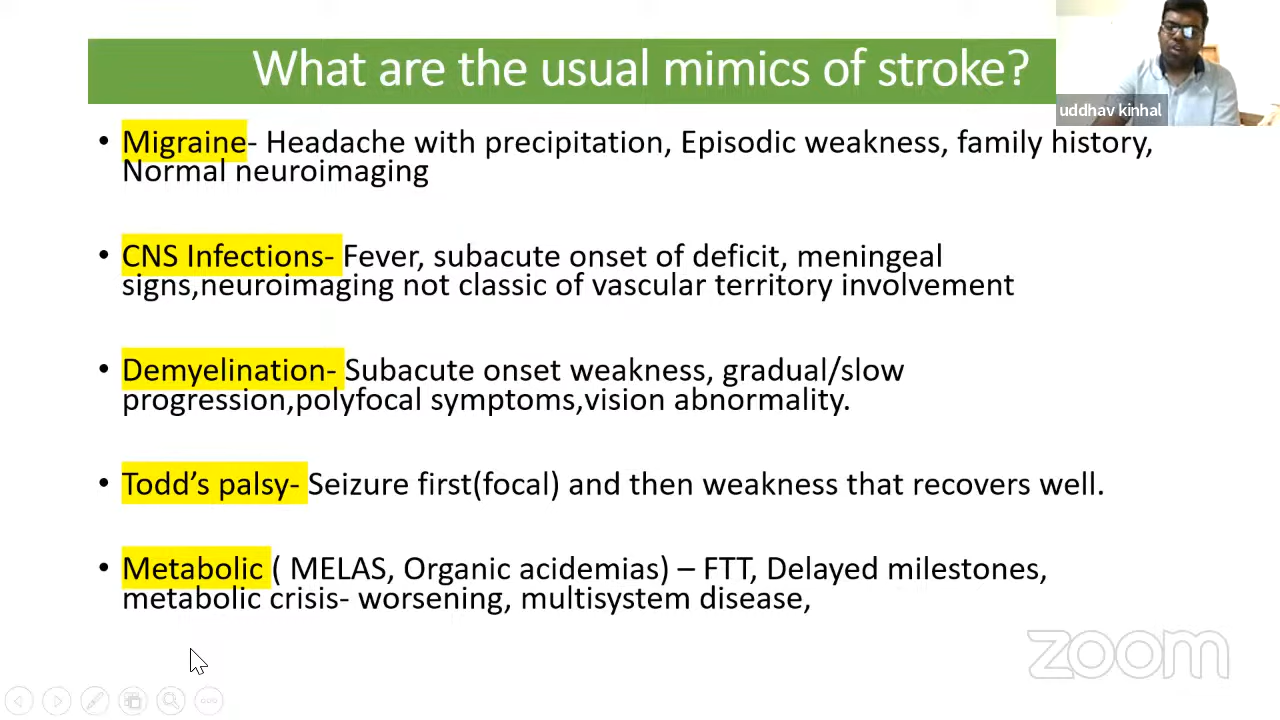 What are the usual mimics of stroke?
uddhav kinhal
• Migraine- Headache with precipitation, Episodic weakness, family history,
Normal neuroimaging
• CNS Infections- Fever, subacute onset of deficit, meningeal
signs,neuroimaging not classic of vascular territory involvement
• Demyelination- Subacute onset weakness, gradual/slow
progression,polyfocal symptoms,vision abnormality.
• Todd’s palsy- Seizure first(focal) and then weakness that recovers well.
• Metabolic ( MELAS, Organic acidemias) – FTT, Delayed milestones,
metabolic crisis- worsening, multisystem disease,
zoom